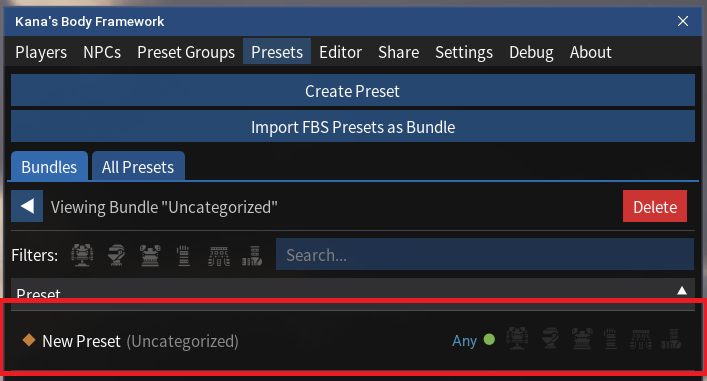 Kana's Body Framework
Players NPCs Preset Groups Presets Editor Share Settings Debug About
Create Preset
Import FBS Presets as Bundle
Bundles All Presets
Viewing Bundle "Uncategorized" Delete
Filters: Search...
Preset
New Preset (Uncategorized) Any